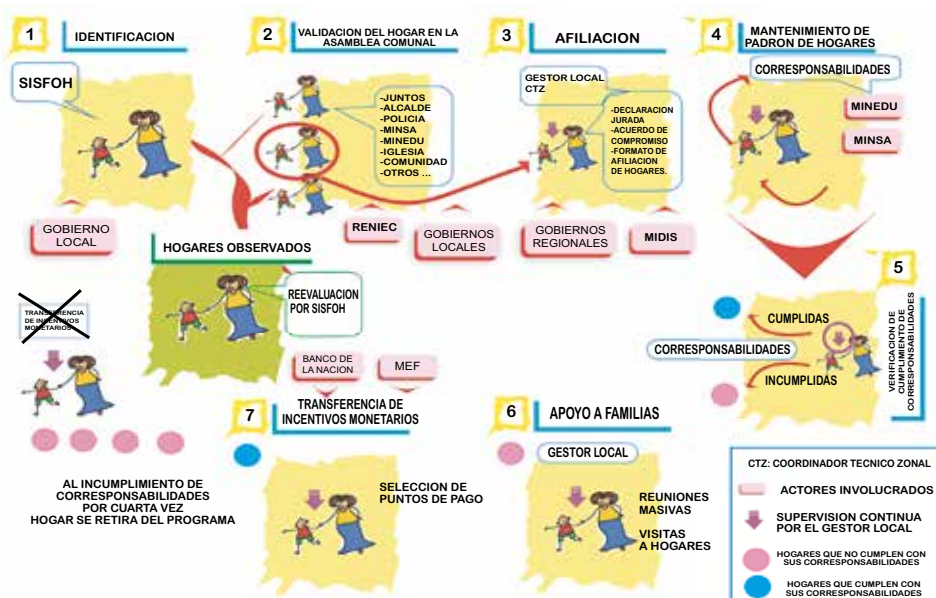 1
IDENTIFICACION
SISFOH
GOBIERNO
LOCAL
2
VALIDACION DEL HOGAR EN LA
ASAMBLEA COMUNAL
-JUNTOS
-ALCALDE
-POLICIA
-MINSA
-MINEDU
-IGLESIA
-COMUNIDAD
-OTROS ...
RENIEC
GOBIERNOS
LOCALES
3
AFILIACION
GESTOR LOCAL
CTZ
-DECLARACION
JURADA
-ACUERDO DE
COMPROMISO
-FORMATO DE
AFILIACION
DE HOGARES.
GOBIERNOS
REGIONALES
MIDIS
4
MANTENIMIENTO DE
PADRON DE HOGARES
CORRESPONSABILIDADES
MINEDU
MINSA
HOGARES OBSERVADOS
REEVALUACION
POR SISFOH
5
VERIFICACION DE
CUMPLIMIENTO DE
CORRESPONSABILIDADES
CUMPLIDAS
CORRESPONSABILIDADES
INCUMPLIDAS
TRANSFERENCIA
DE INCENTIVOS
MONETARIOS
AL INCUMPLIMIENTO DE
CORRESPONSABILIDADES
POR CUARTA VEZ
HOGAR SE RETIRA DEL PROGRAMA
BANCO DE
LA NACION
MEF
7
TRANSFERENCIA DE
INCENTIVOS MONETARIOS
SELECCION DE
PUNTOS DE PAGO
6
APOYO A FAMILIAS
GESTOR LOCAL
REUNIONES
MASIVAS
VISITAS
A HOGARES
CTZ: COORDINADOR TECNICO ZONAL
ACTORES INVOLUCRADOS
SUPERVISION CONTINUA
POR EL GESTOR LOCAL
HOGARES QUE NO CUMPLEN CON
SUS CORRESPONSABILIDADES
HOGARES QUE CUMPLEN CON
SUS CORRESPONSABILIDADES